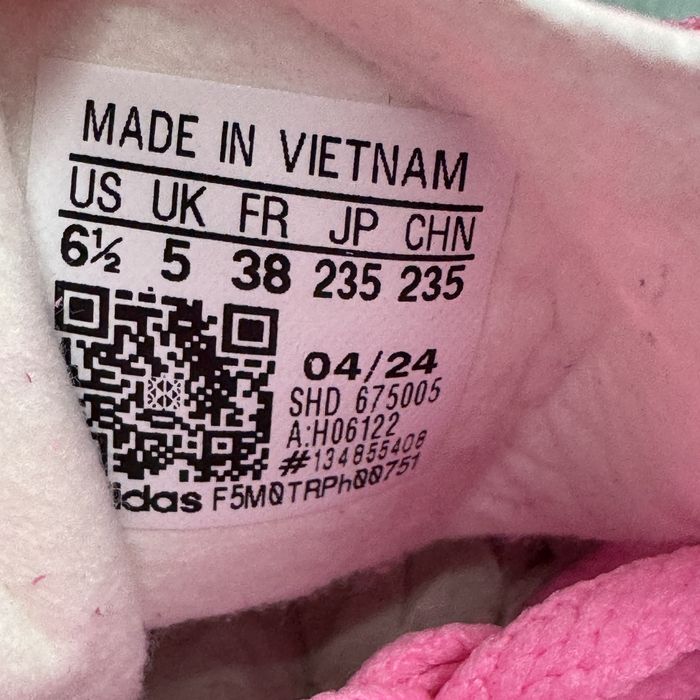 MADE IN VIETNAM
US UK FR JP CHN
6½ 5 38 235 235
04/24
SHD 675005
A:H06122
#134855408
adidas F5M0TRPh00751